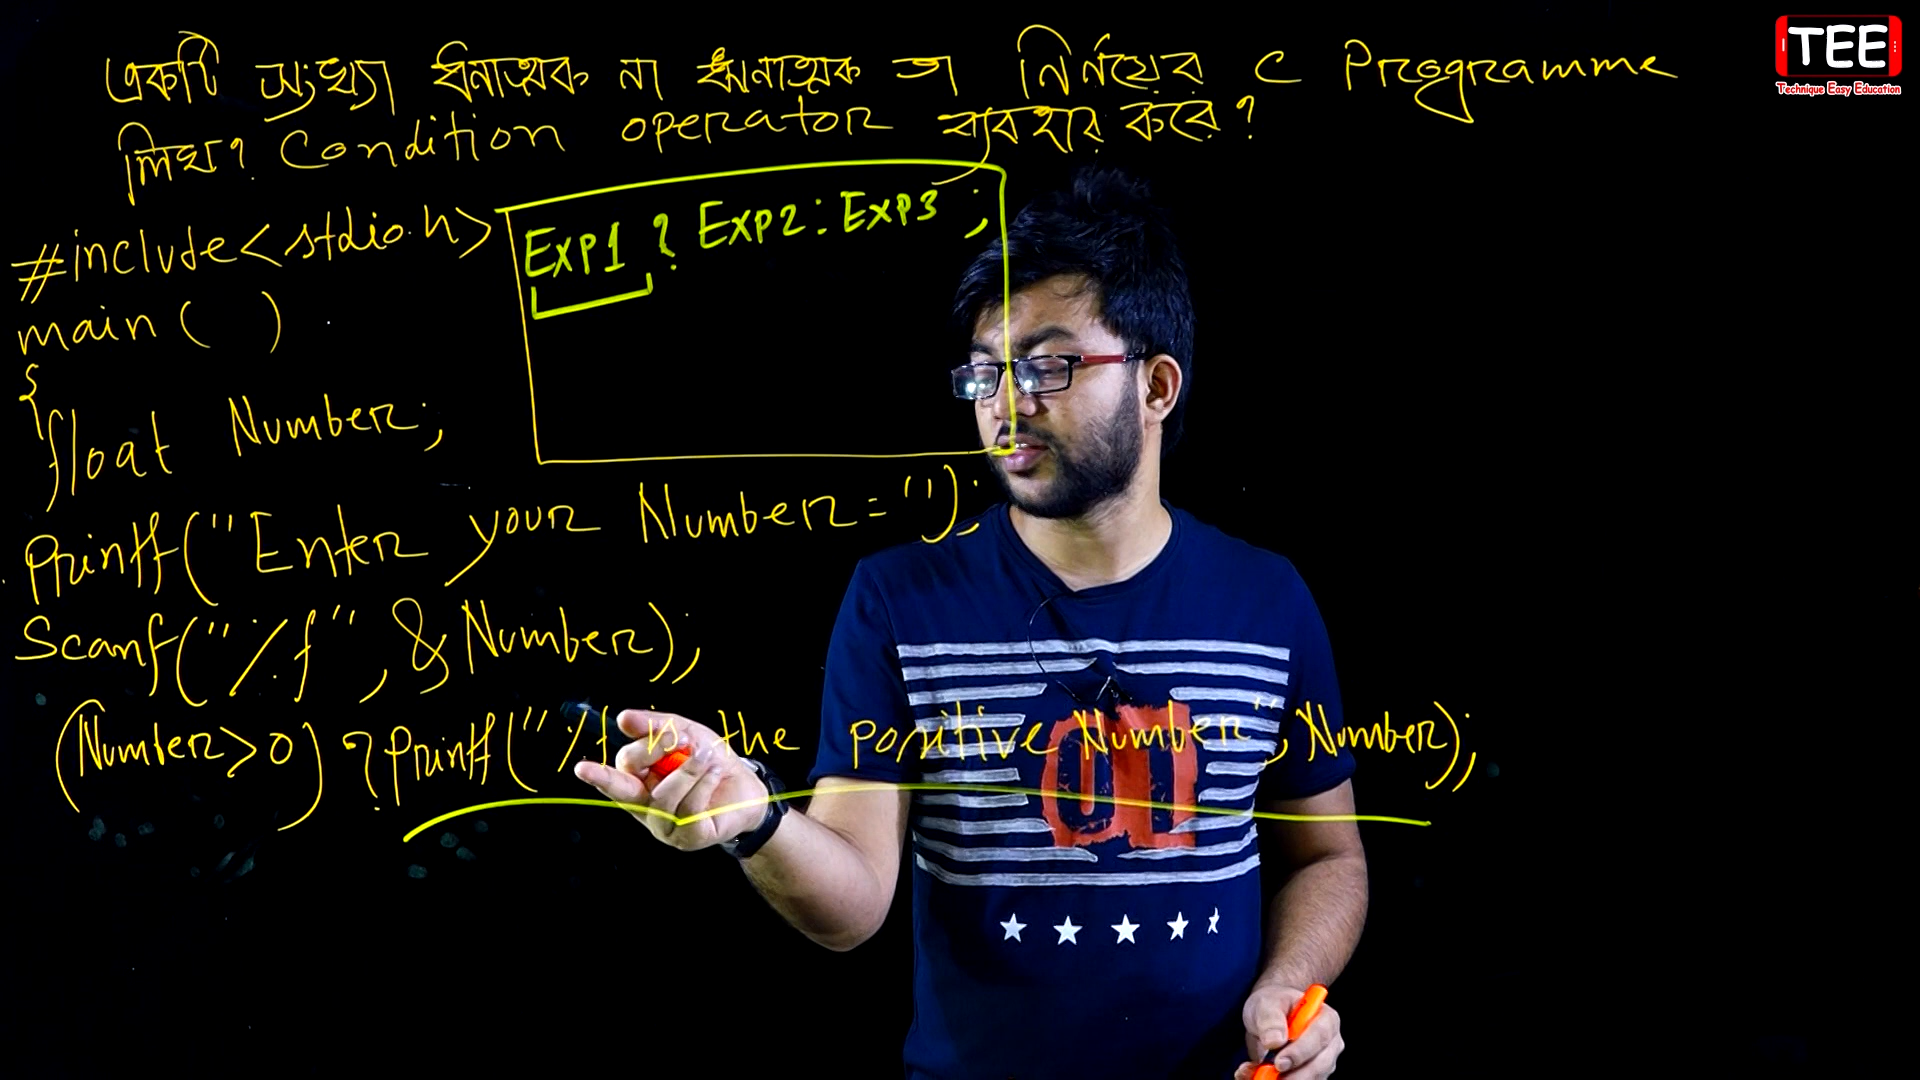 একটি সংখ্যা ধনাত্মক না ঋনাত্মক তা নির্ণয়ের C Programme
লিখ? Condition operator ব্যবহার করে?
#include<stdio.h>
Exp1 ? Exp2 : Exp3 ;
main ( )
{
float Number;
Printf("Enter your Number=");
Scanf("%f", &Number);
(Number>0) ? Printf("%f is the positive Number", Number);
TEE
Technique Easy Education